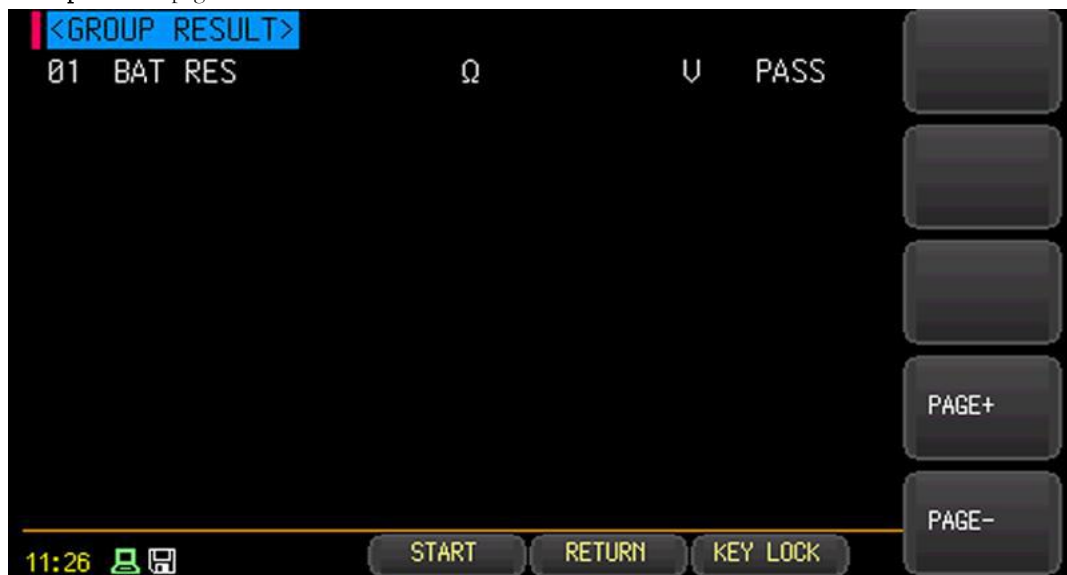 <GROUP RESULT>
01 BAT RES Ω V PASS
PAGE+
PAGE-
11:26 START RETURN KEY LOCK